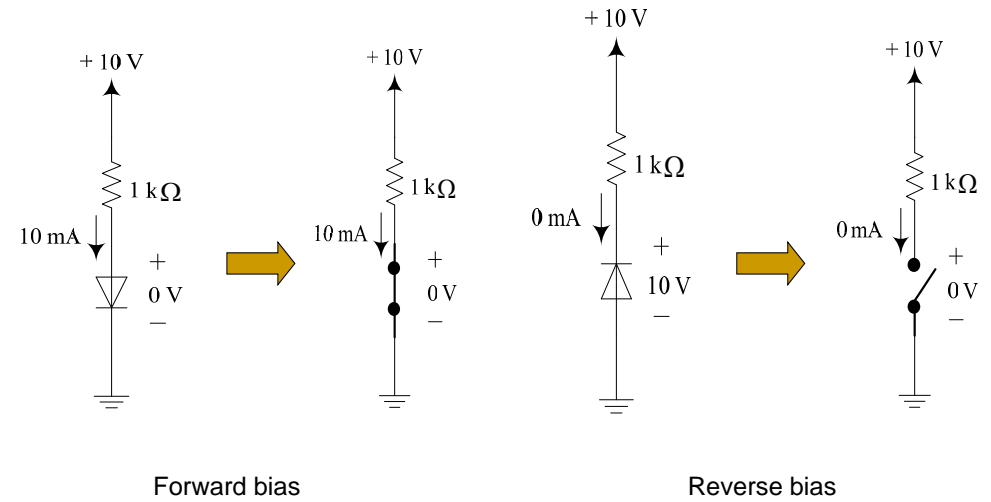 + 10 V
1 kΩ
10 mA
+
0 V
−
+ 10 V
1 kΩ
10 mA
+
0 V
−
+ 10 V
1 kΩ
0 mA
+
10 V
−
+ 10 V
1 kΩ
0 mA
+
0 V
−
Forward bias
Reverse bias